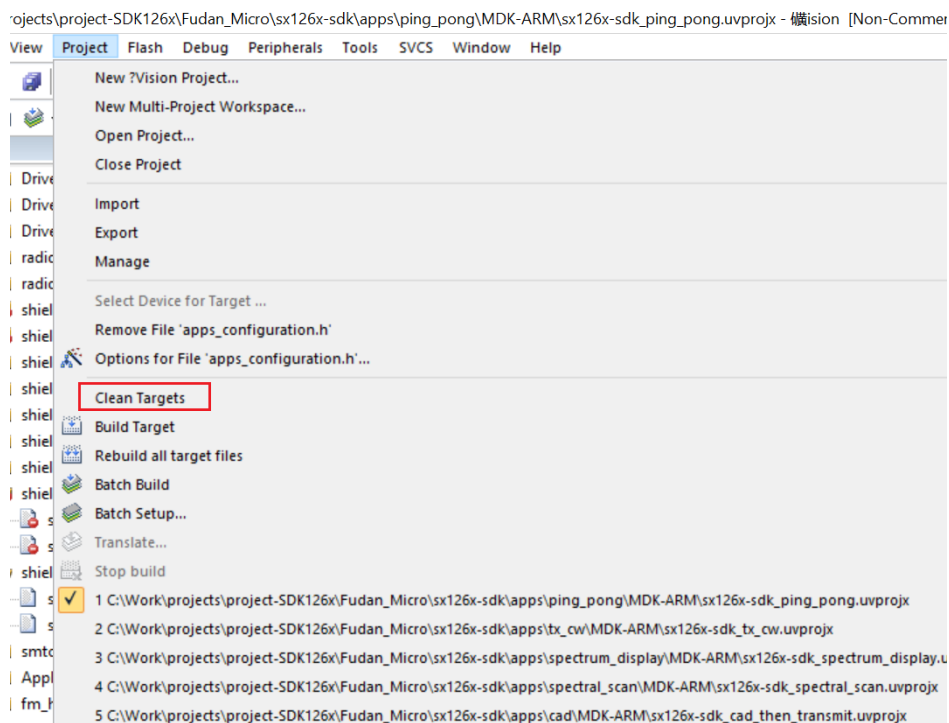 rojects\project-SDK126x\Fudan_Micro\sx126x-sdk\apps\ping_pong\MDK-ARM\sx126x-sdk_ping_pong.uvprojx - 礦ision [Non-Commer
View Project Flash Debug Peripherals Tools SVCS Window Help
New ?Vision Project...
New Multi-Project Workspace...
Open Project...
Close Project
Drive
Import
Drive
Drive
Export
radio
Manage
radio
Select Device for Target ...
shiel
Remove File 'apps_configuration.h'
shiel
shiel
Options for File 'apps_configuration.h'...
shiel
Clean Targets
shiel
Build Target
shiel
Rebuild all target files
shiel
Batch Build
shiel
Batch Setup...
s
Translate...
s
shiel
Stop build
s
1 C:\Work\projects\project-SDK126x\Fudan_Micro\sx126x-sdk\apps\ping_pong\MDK-ARM\sx126x-sdk_ping_pong.uvprojx
s
2 C:\Work\projects\project-SDK126x\Fudan_Micro\sx126x-sdk\apps\tx_cw\MDK-ARM\sx126x-sdk_tx_cw.uvprojx
smtc
3 C:\Work\projects\project-SDK126x\Fudan_Micro\sx126x-sdk\apps\spectrum_display\MDK-ARM\sx126x-sdk_spectrum_display.u
Appl
4 C:\Work\projects\project-SDK126x\Fudan_Micro\sx126x-sdk\apps\spectral_scan\MDK-ARM\sx126x-sdk_spectral_scan.uvprojx
fm_h
5 C:\Work\projects\project-SDK126x\Fudan_Micro\sx126x-sdk\apps\cad\MDK-ARM\sx126x-sdk_cad_then_transmit.uvprojx